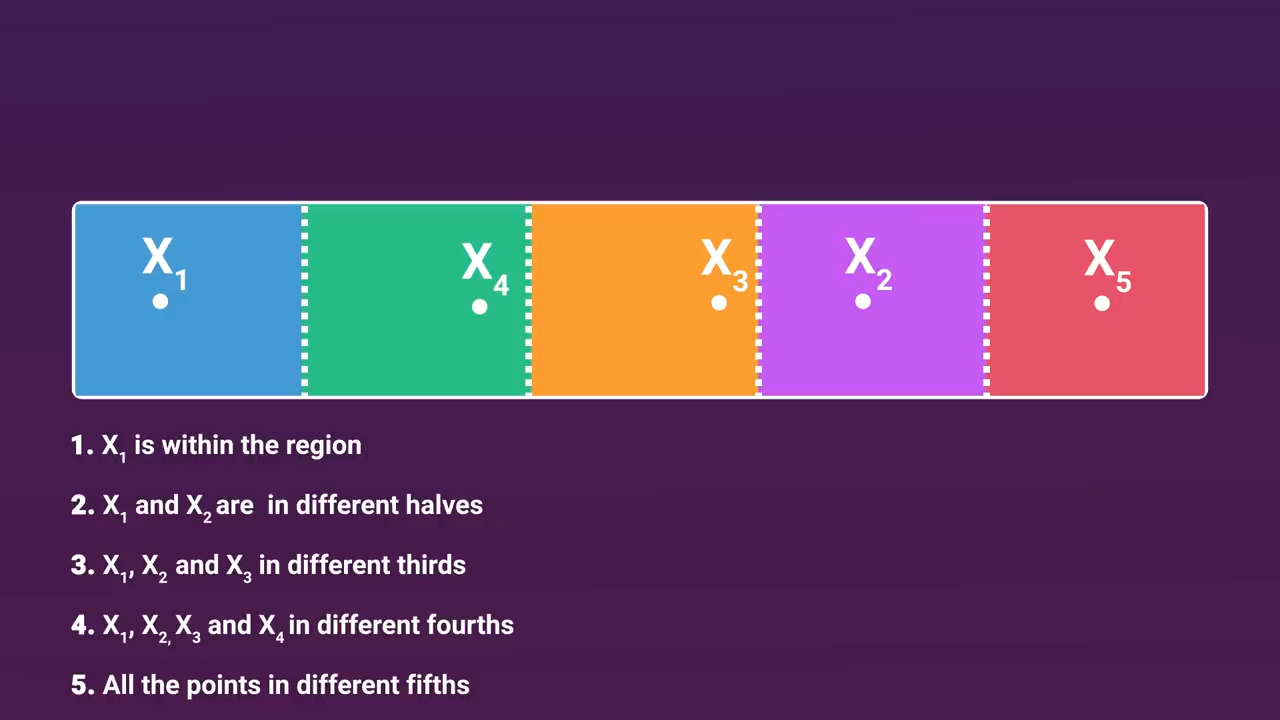 X₁ X₄ X₃ X₂ X₅
1. X₁ is within the region
2. X₁ and X₂ are  in different halves
3. X₁, X₂ and X₃ in different thirds
4. X₁, X₂, X₃ and X₄ in different fourths
5. All the points in different fifths